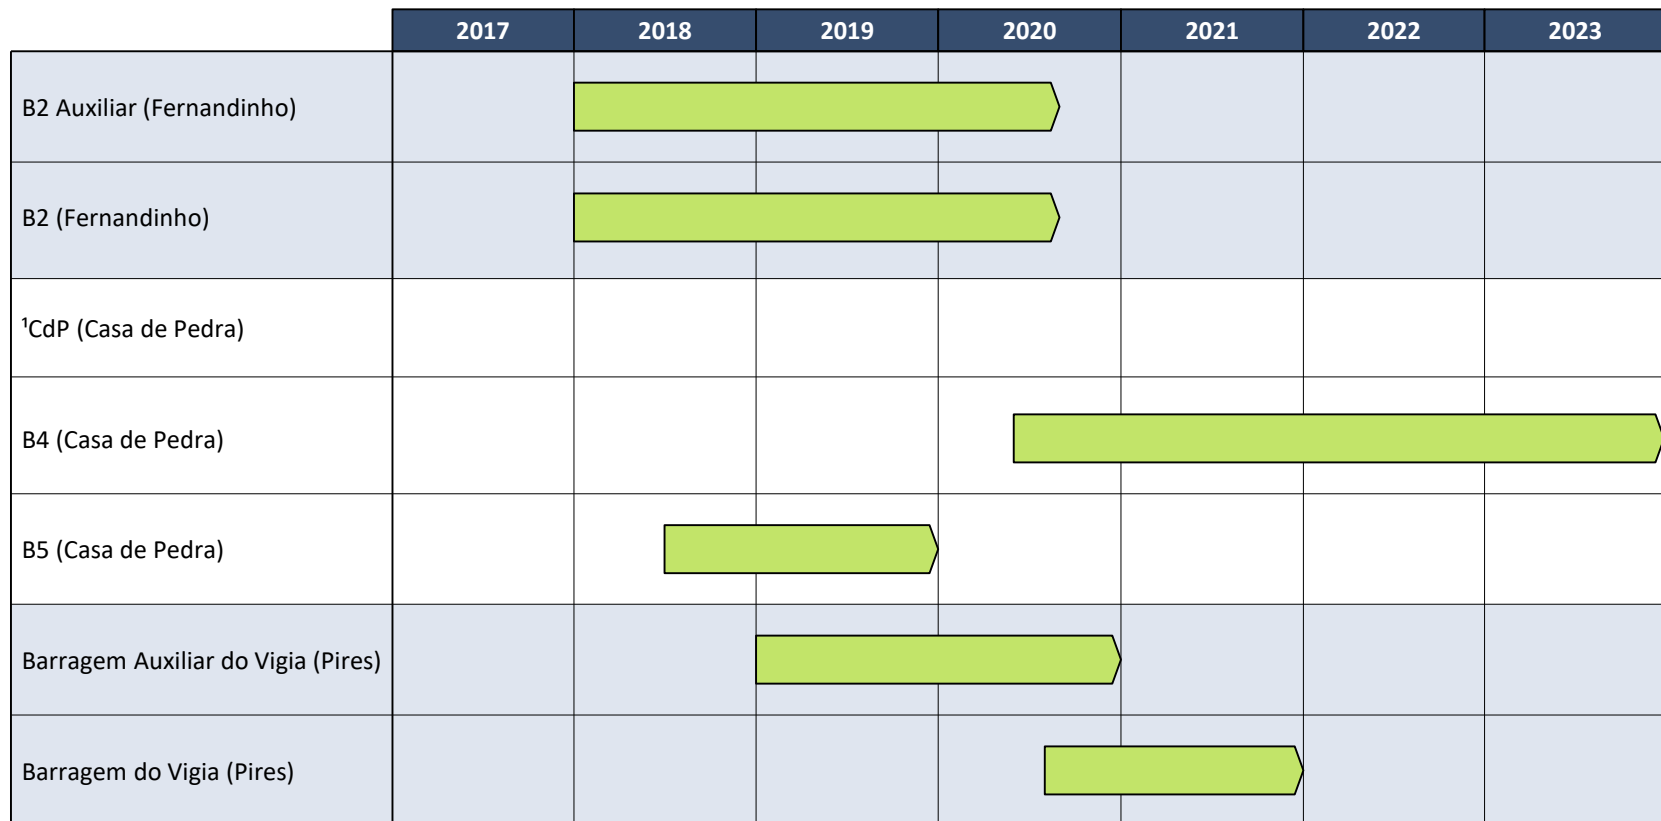 2017 2018 2019 2020 2021 2022 2023
B2 Auxiliar (Fernandinho)
B2 (Fernandinho)
¹CdP (Casa de Pedra)
B4 (Casa de Pedra)
B5 (Casa de Pedra)
Barragem Auxiliar do Vigia (Pires)
Barragem do Vigia (Pires)